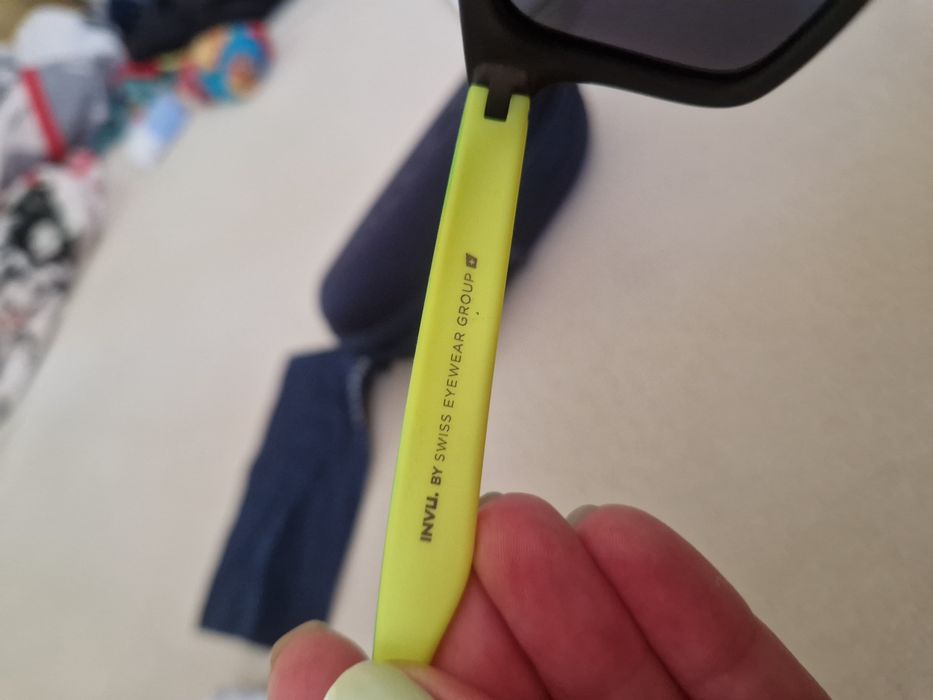 INVU. BY SWISS EYEWEAR GROUP